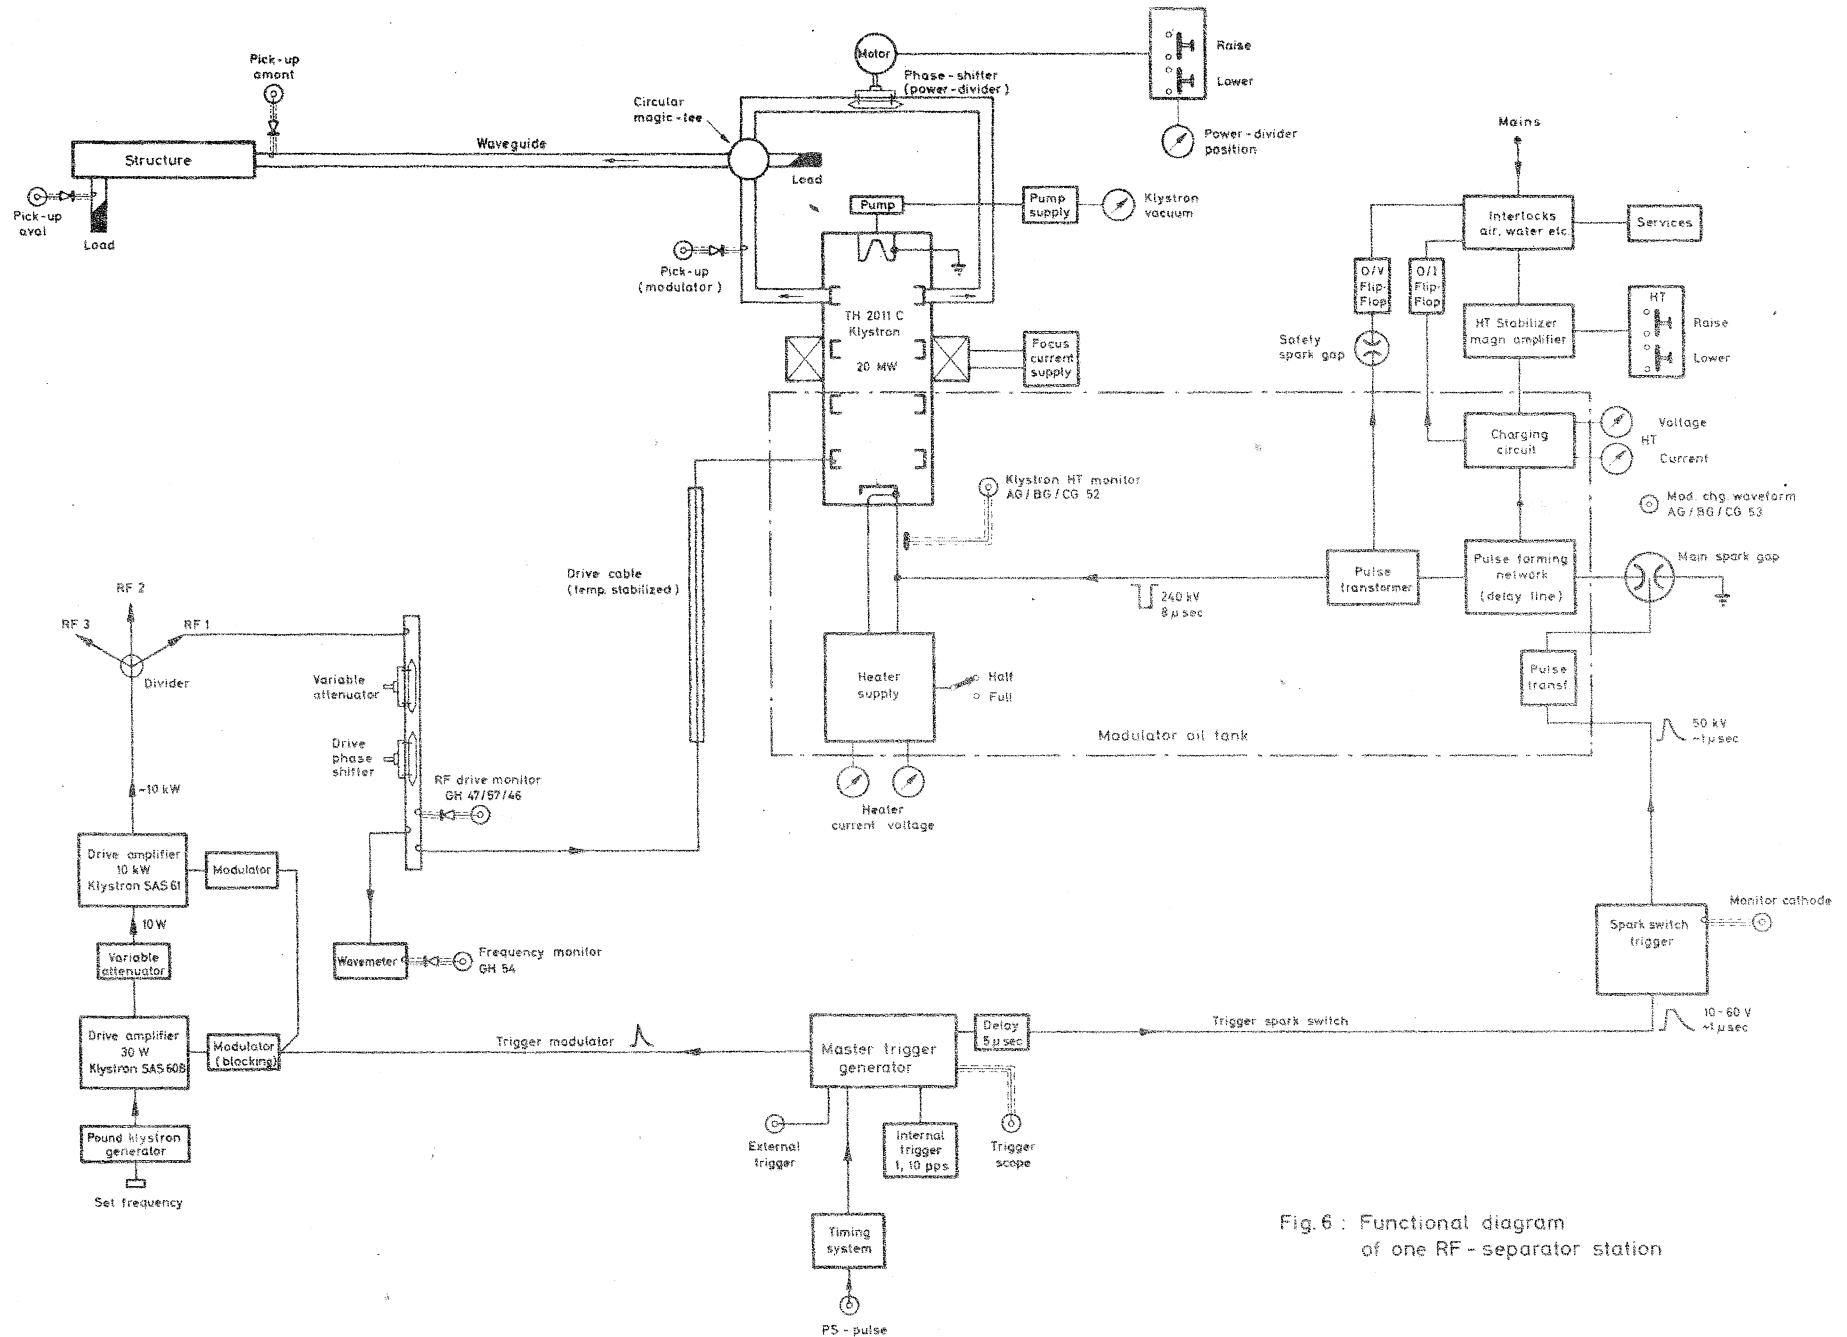 Pick-up
amont
Structure
Pick-up
aval
Load
Waveguide
Circular
magic-tee
Load
Motor
Phase-shifter
(power-divider)
Raise
Lower
Power-divider
position
Pump
Pump
supply
Klystron
vacuum
Pick-up
(modulator)
TH 2011 C
Klystron
20 MW
Focus
current
supply
Mains
Interlocks
air, water etc
Services
O/V
Flip-
Flop
O/I
Flip-
Flop
Safety
spark gap
HT Stabilizer
magn amplifier
HT
Raise
Lower
Charging
circuit
Voltage
HT
Current
Mod. chg. waveform
AG/BG/CG 53
Klystron HT monitor
AG/BG/CG 52
Pulse
transformer
Pulse forming
network
(delay line)
Main spark gap
240 kV
8 µ sec
Pulse
transf
Drive cable
(temp. stabilized)
Heater
supply
Half
Full
Modulator oil tank
50 kV
~1µ sec
Heater
current voltage
RF 2
RF 3
RF 1
Divider
Variable
attenuator
Drive
phase
shifter
RF drive monitor
GH 47/57/46
~10 kW
Drive amplifier
10 kW
Klystron SAS 61
Modulator
10 W
Variable
attenuator
Wavemeter
Frequency monitor
GH 54
Drive amplifier
30 W
Klystron SAS 60B
Modulator
(blocking)
Pound klystron
generator
Set frequency
Trigger modulator
Master trigger
generator
Delay
5 µ sec
Trigger spark switch
Spark switch
trigger
Monitor cathode
10-60 V
~1µ sec
External
trigger
Internal
trigger
1, 10 pps
Trigger
scope
Timing
system
PS - pulse
Fig. 6 : Functional diagram
of one RF - separator station